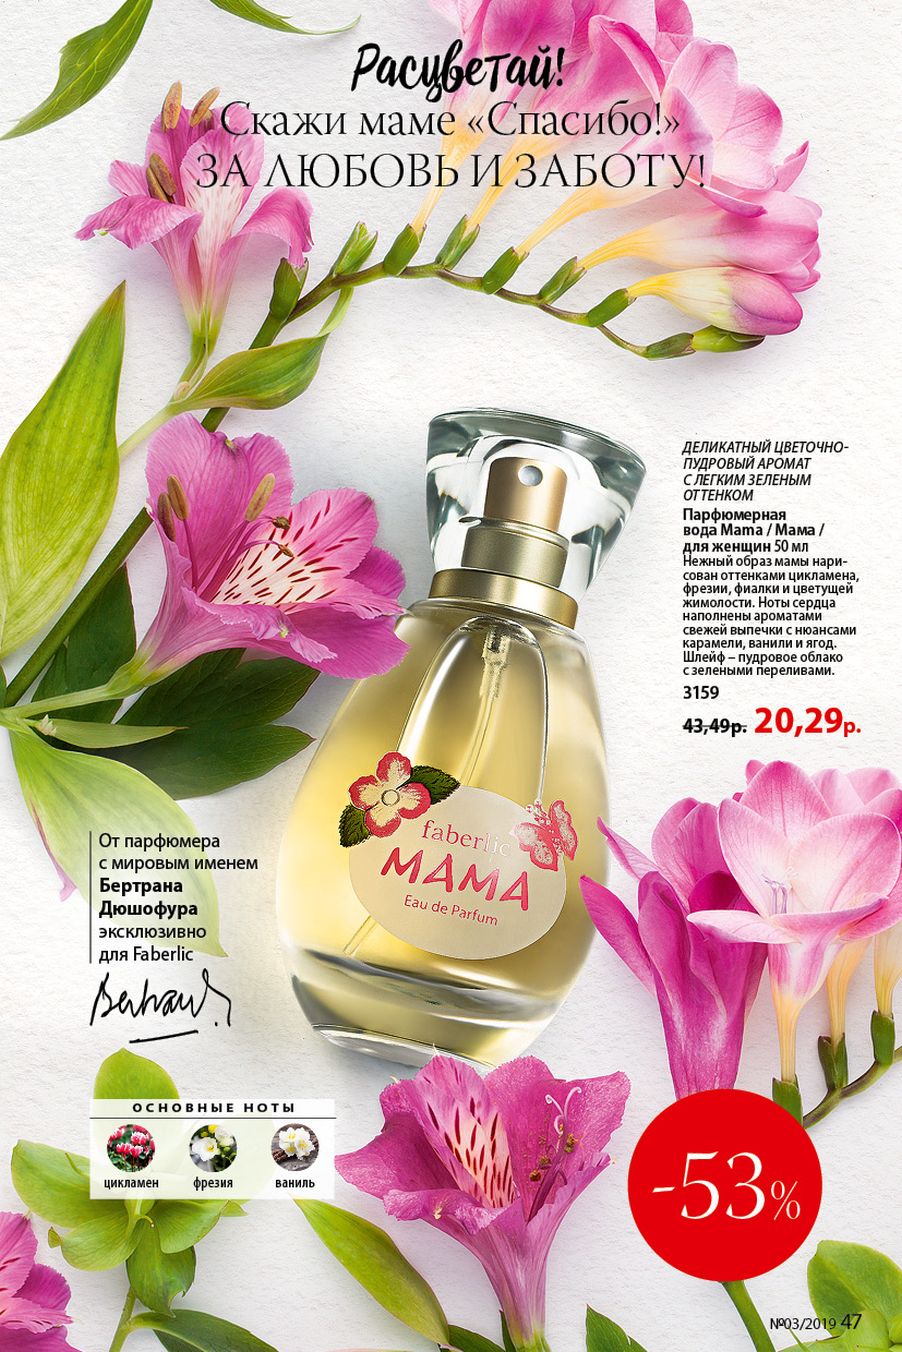 Расцветай!
Скажи маме «Спасибо!»
ЗА ЛЮБОВЬ И ЗАБОТУ!
ДЕЛИКАТНЫЙ ЦВЕТОЧНО-
ПУДРОВЫЙ АРОМАТ
С ЛЕГКИМ ЗЕЛЕНЫМ
ОТТЕНКОМ
Парфюмерная
вода Mama / Мама /
для женщин 50 мл
Нежный образ мамы нари-
сован оттенками цикламена,
фрезии, фиалки и цветущей
жимолости. Ноты сердца
наполнены ароматами
свежей выпечки с нюансами
карамели, ванили и ягод.
Шлейф – пудровое облако
с зелеными переливами.
3159
43,49р. 20,29р.
faberlic
МАМА
Eau de Parfum
От парфюмера
с мировым именем
Бертрана
Дюшофура
эксклюзивно
для Faberlic
Bertrand
ОСНОВНЫЕ НОТЫ
цикламен фрезия ваниль
-53%
№03/2019 47